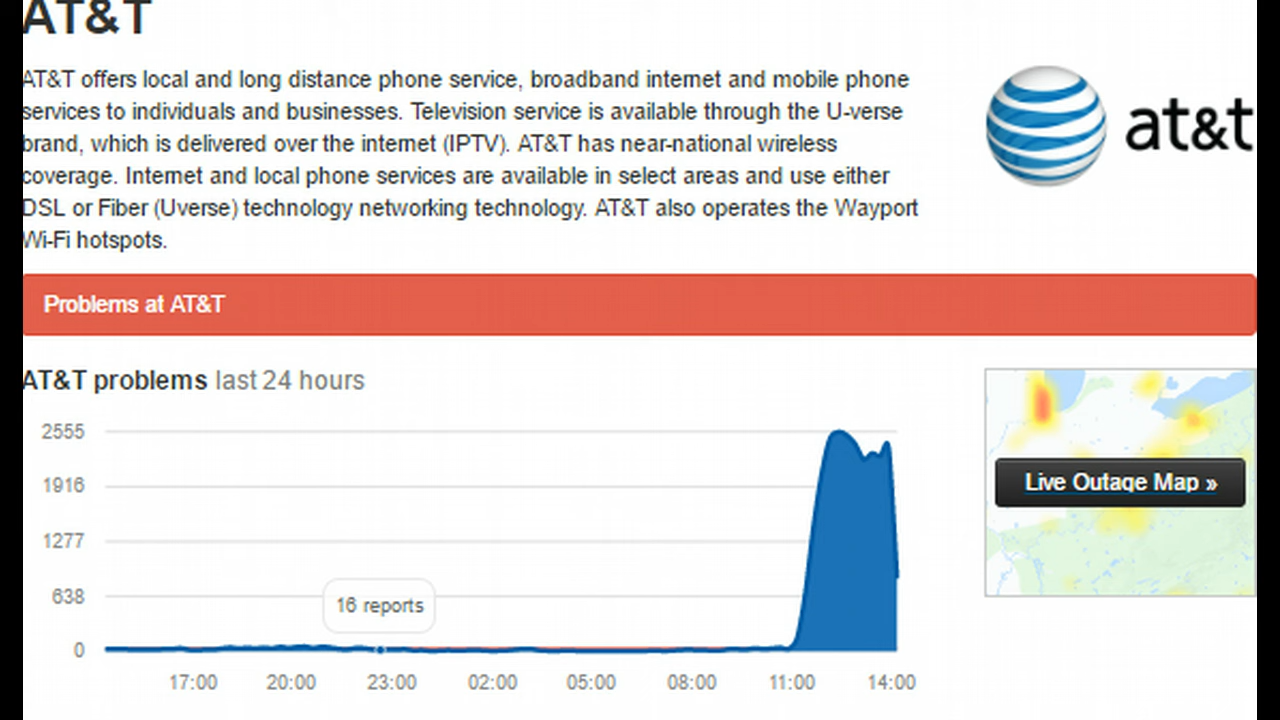 AT&T
AT&T offers local and long distance phone service, broadband internet and mobile phone
services to individuals and businesses. Television service is available through the U-verse
brand, which is delivered over the internet (IPTV). AT&T has near-national wireless
coverage. Internet and local phone services are available in select areas and use either
DSL or Fiber (Uverse) technology networking technology. AT&T also operates the Wayport
Wi-Fi hotspots.
at&t
Problems at AT&T
AT&T problems last 24 hours
2555
1916
1277
638
0
16 reports
17:00 20:00 23:00 02:00 05:00 08:00 11:00 14:00
Live Outage Map »